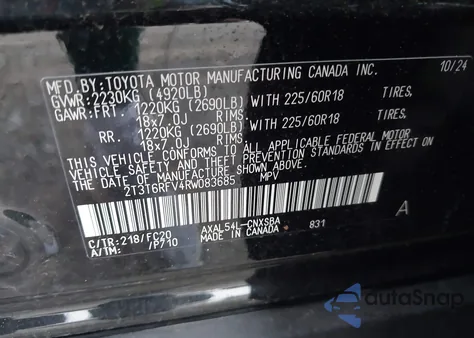 MFD.BY:TOYOTA MOTOR MANUFACTURING CANADA INC. 10/24
GVWR:2230KG (4920LB)
GAWR:FRT. 1220KG (2690LB) WITH 225/60R18 TIRES,
18x7.0J RIMS,
RR. 1220KG (2690LB) WITH 225/60R18 TIRES,
18x7.0J RIMS,
THIS VEHICLE CONFORMS TO ALL APPLICABLE FEDERAL MOTOR
VEHICLE SAFETY AND THEFT PREVENTION STANDARDS IN EFFECT
ON THE DATE OF MANUFACTURE SHOWN ABOVE.
2T3T6RFV4RW083685 MPV
C/TR:218/FC20 AXAL54L-CNXSBA 831 A
A/TM: /P710 MADE IN CANADA
autoSnap